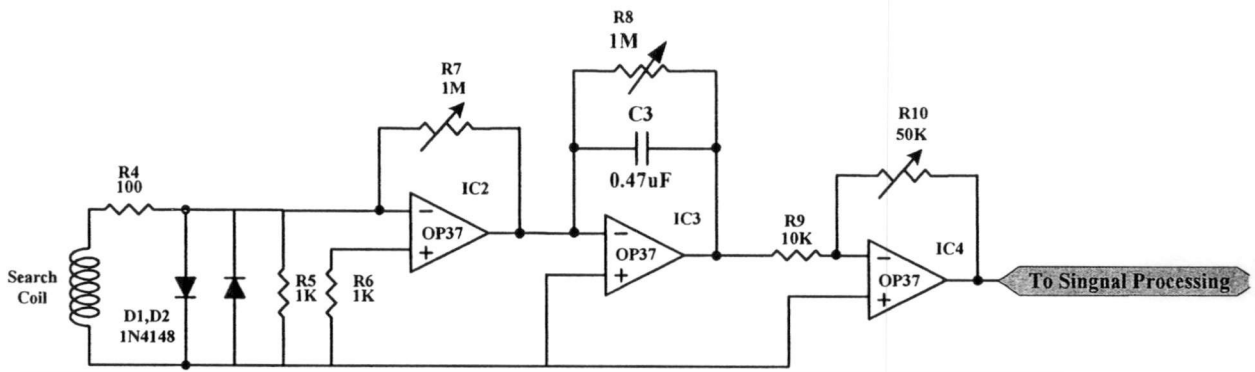 R8
1M
R7
1M
C3
0.47uF
R10
50K
R4
100
IC2
OP37
IC3
OP37
R9
10K
IC4
OP37
Search
Coil
D1,D2
1N4148
R5
1K
R6
1K
To Singnal Processing
− + − + − +